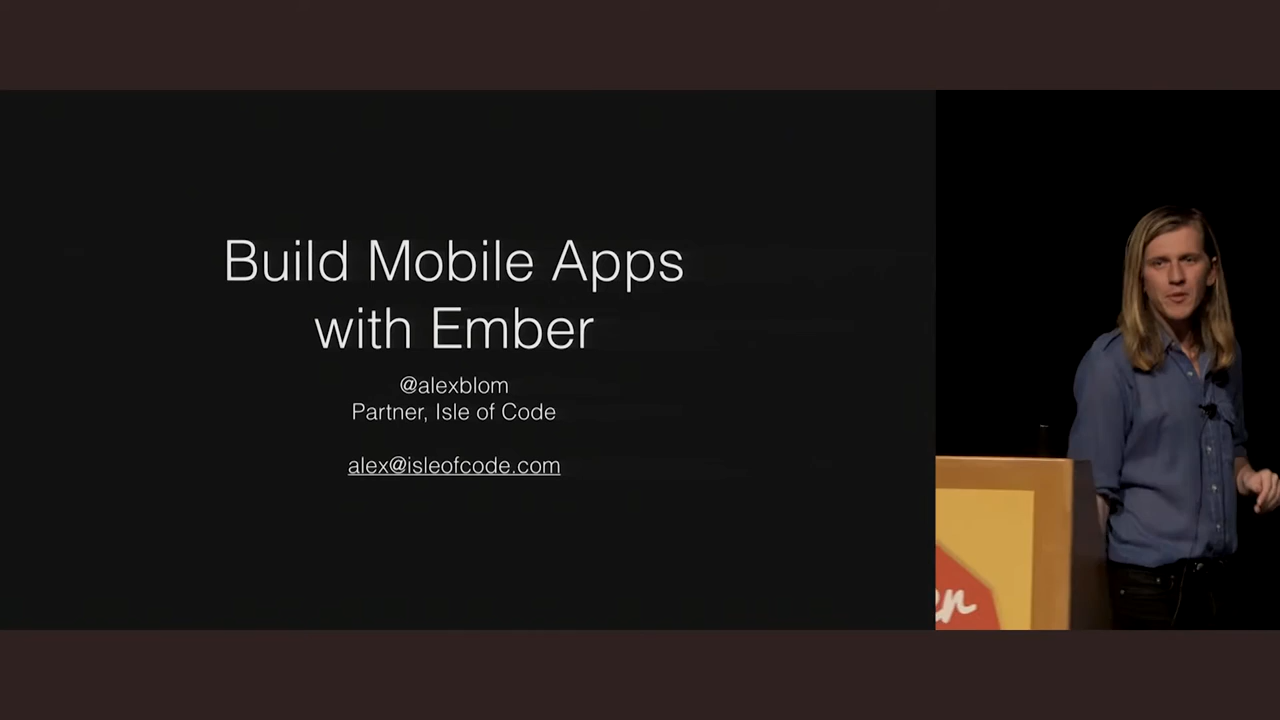 Build Mobile Apps
with Ember
@alexblom
Partner, Isle of Code
alex@isleofcode.com